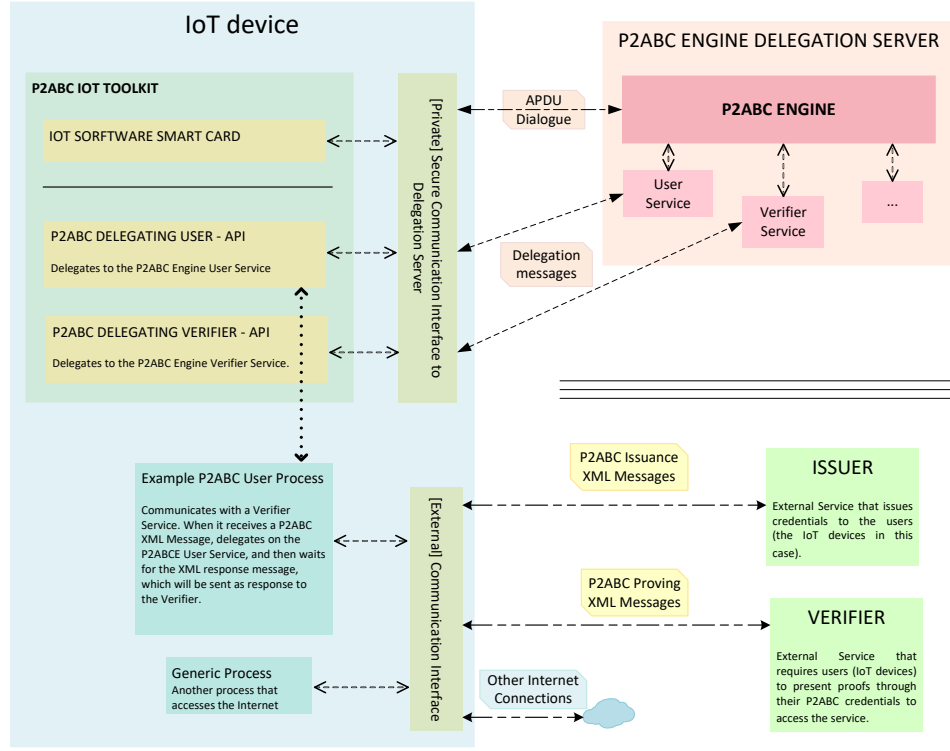 IoT device
P2ABC IOT TOOLKIT
IOT SORFTWARE SMART CARD
P2ABC DELEGATING USER - API
Delegates to the P2ABC Engine User Service
P2ABC DELEGATING VERIFIER - API
Delegates to the P2ABC Engine Verifier Service.
[Private] Secure Communication Interface to
Delegation Server
Example P2ABC User Process
Communicates with a Verifier
Service. When it receives a P2ABC
XML Message, delegates on the
P2ABCE User Service, and then waits
for the XML response message,
which will be sent as response to
the Verifier.
Generic Process
Another process that
accesses the Internet
[External] Communication Interface
P2ABC ENGINE DELEGATION SERVER
P2ABC ENGINE
User
Service
Verifier
Service
...
APDU
Dialogue
Delegation
messages
P2ABC Issuance
XML Messages
P2ABC Proving
XML Messages
Other Internet
Connections
ISSUER
External Service that issues
credentials to the users
(the IoT devices in this
case).
VERIFIER
External Service that
requires users (IoT devices)
to present proofs through
their P2ABC credentials to
access the service.